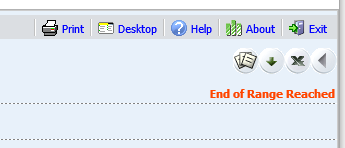 Print Desktop Help About Exit
End of Range Reached